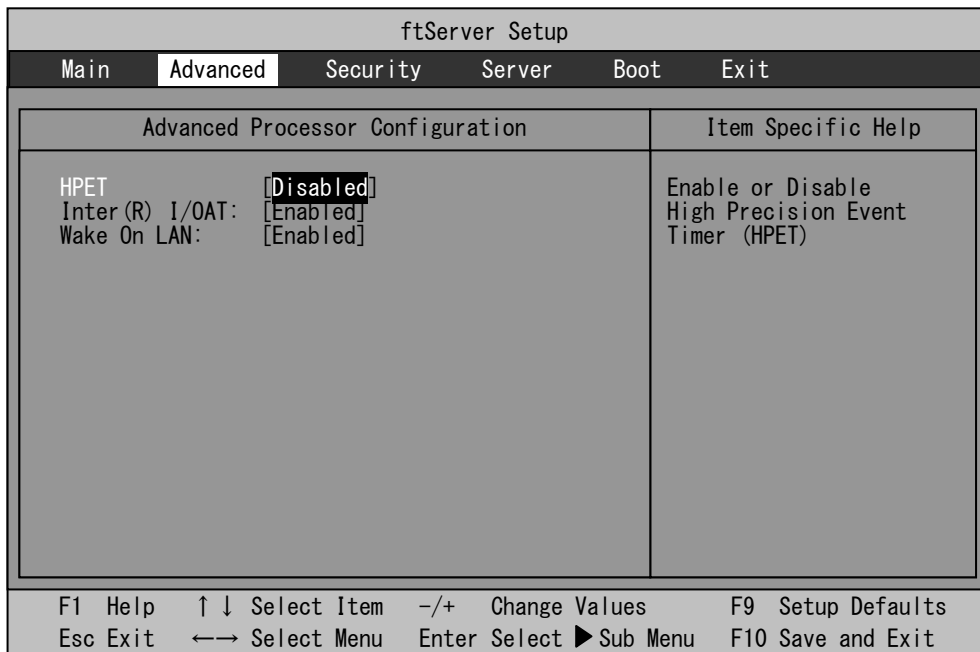 ftServer Setup
Main Advanced Security Server Boot Exit
Advanced Processor Configuration
HPET [Disabled]
Inter(R) I/OAT: [Enabled]
Wake On LAN: [Enabled]
Item Specific Help
Enable or Disable
High Precision Event
Timer (HPET)
F1 Help ↑↓ Select Item -/+ Change Values F9 Setup Defaults
Esc Exit ←→ Select Menu Enter Select ▶ Sub Menu F10 Save and Exit